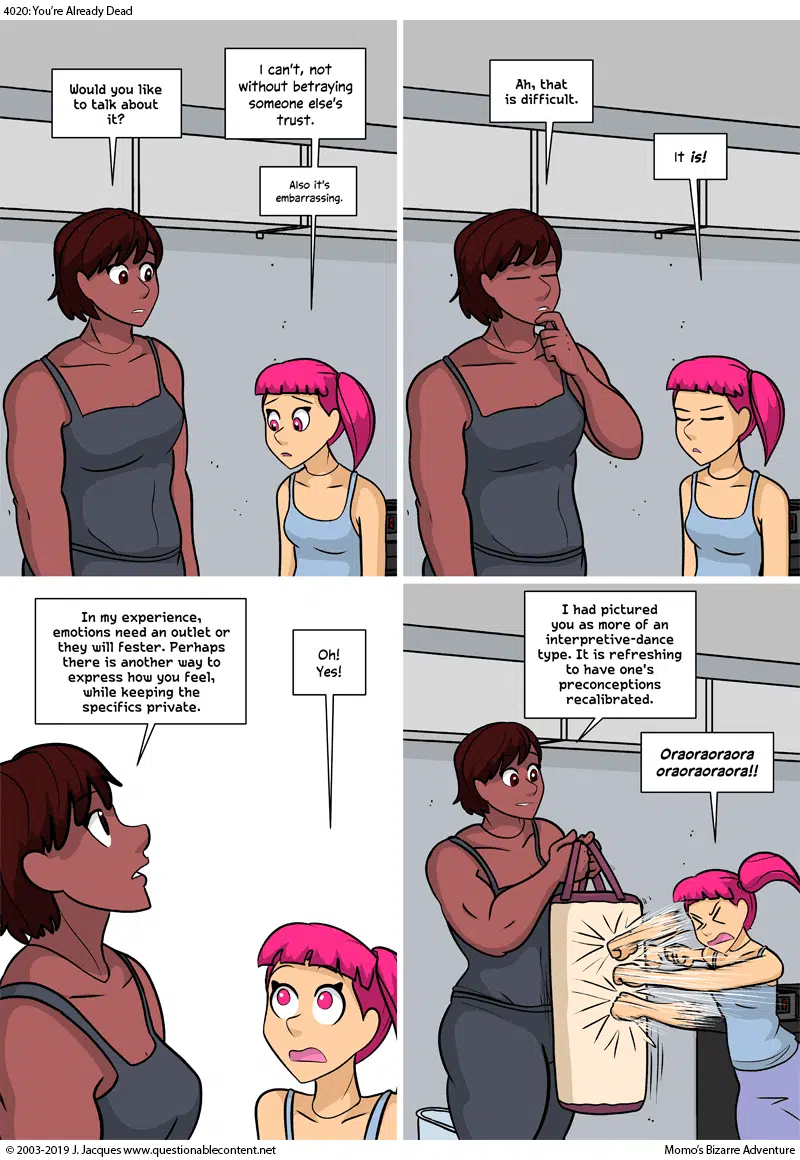 4020: You're Already Dead
Would you like
to talk about
it?
I can't, not
without betraying
someone else's
trust.
Also it's
embarrassing.
Ah, that
is difficult.
It is!
In my experience,
emotions need an outlet or
they will fester. Perhaps
there is another way to
express how you feel,
while keeping the
specifics private.
Oh!
Yes!
I had pictured
you as more of an
interpretive-dance
type. It is refreshing
to have one's
preconceptions
recalibrated.
Oraoraoraora
oraoraoraora!!
© 2003-2019 J. Jacques www.questionablecontent.net
Momo's Bizarre Adventure